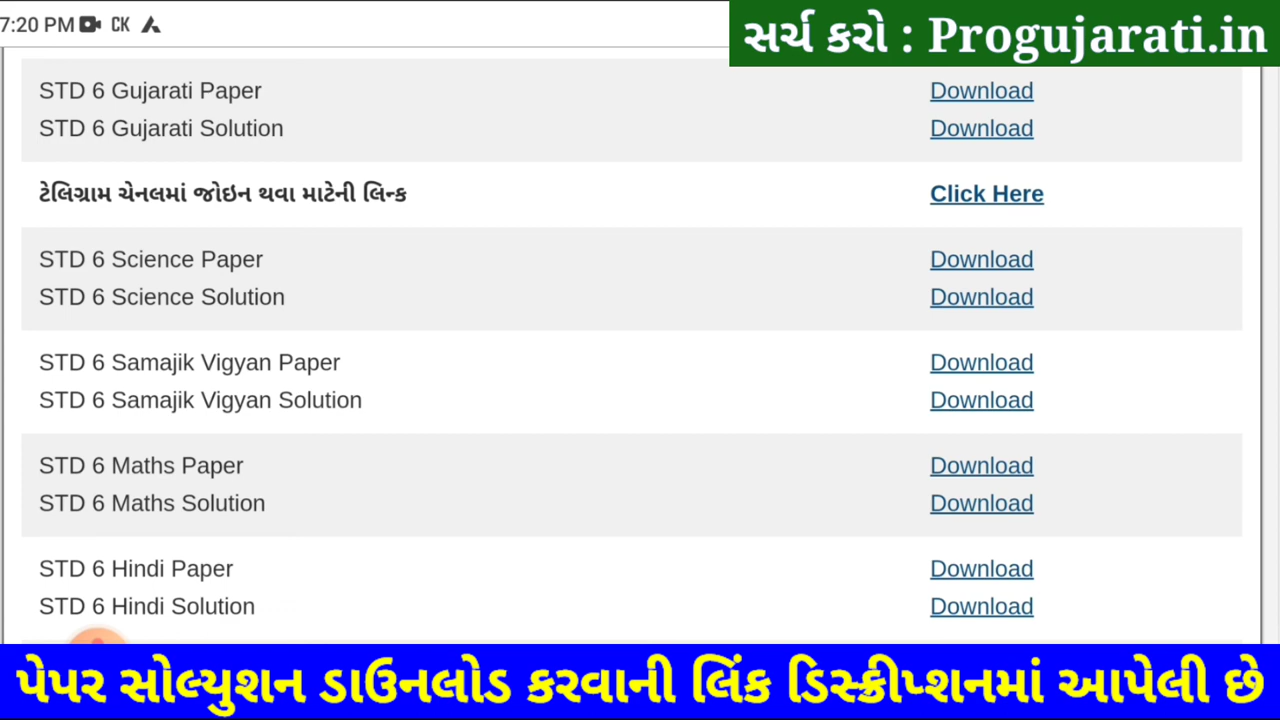 7:20 PM CK
સર્ચ કરો : Progujarati.in
STD 6 Gujarati Paper Download
STD 6 Gujarati Solution Download
ટેલિગ્રામ ચેનલમાં જોઇન થવા માટેની લિન્ક Click Here
STD 6 Science Paper Download
STD 6 Science Solution Download
STD 6 Samajik Vigyan Paper Download
STD 6 Samajik Vigyan Solution Download
STD 6 Maths Paper Download
STD 6 Maths Solution Download
STD 6 Hindi Paper Download
STD 6 Hindi Solution Download
પેપર સોલ્યુશન ડાઉનલોડ કરવાની લિંક ડિસ્ક્રીપ્શનમાં આપેલી છે